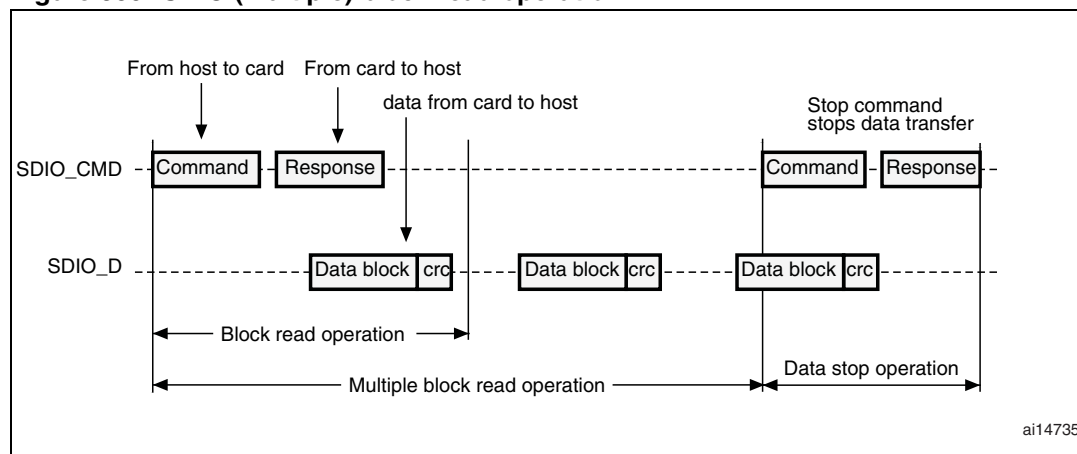 From host to card
From card to host
data from card to host
Stop command
stops data transfer
SDIO_CMD
Command
Response
Command
Response
SDIO_D
Data block
crc
Data block
crc
Data block
crc
Block read operation
Multiple block read operation
Data stop operation
ai14735